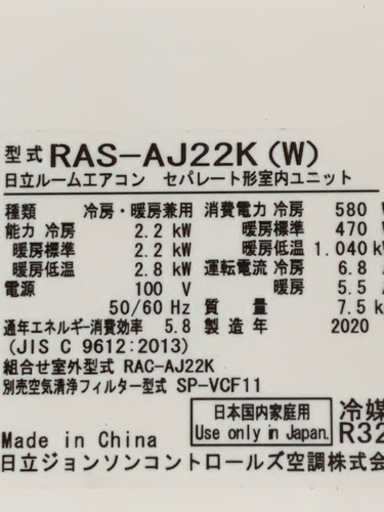 型式 RAS-AJ22K(W)
日立ルームエアコン セパレート形室内ユニット
種類 冷房・暖房兼用 消費電力 冷房 580 W
能力 冷房 2.2 kW 暖房標準 470 W
暖房標準 2.2 kW 暖房低温 1.040 kW
暖房低温 2.8 kW 運転電流 冷房 6.8 A
電源 100 V 暖房 5.5
50/60 Hz 質量 7.5 k
通年エネルギー消費効率 5.8 製造年 2020
(JIS C 9612:2013)
組合せ室外型式 RAC-AJ22K
別売空気清浄フィルター型式 SP-VCF11
日本国内家庭用 冷媒
Made in China Use only in Japan. R32
日立ジョンソンコントロールズ空調株式会